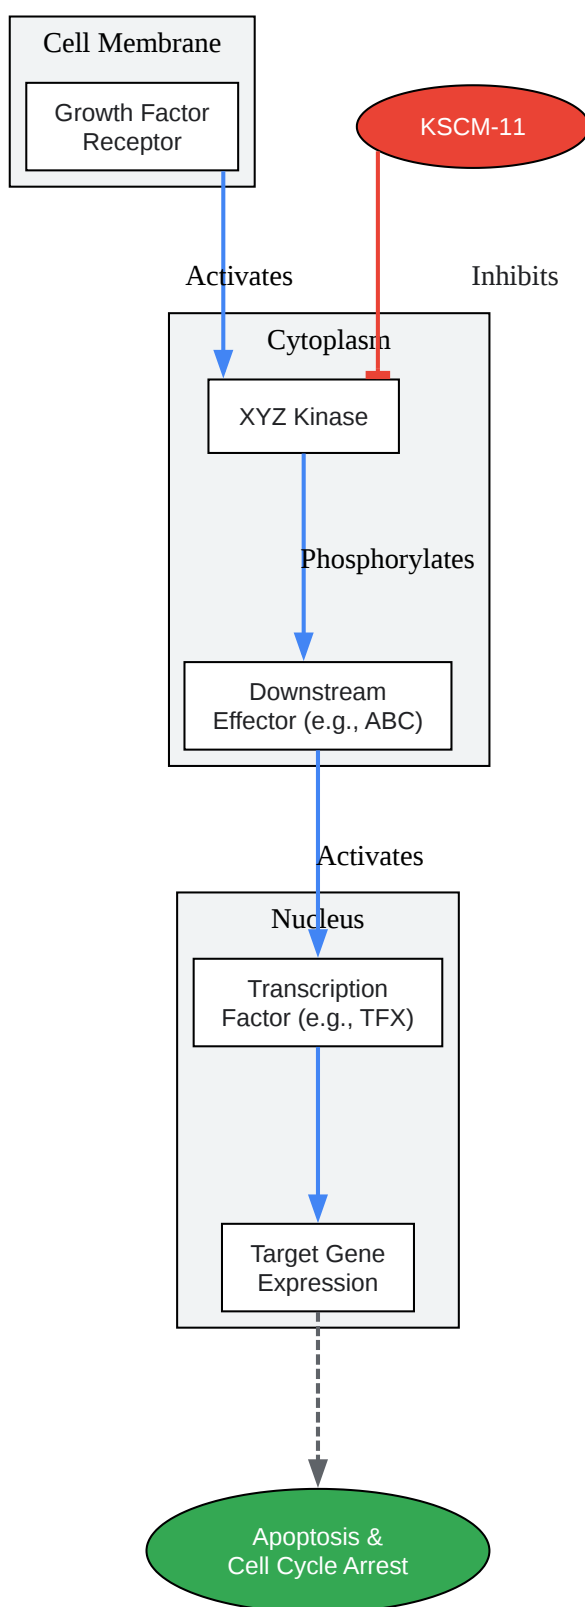 Cell Membrane
Growth Factor
Receptor
KSCM-11
Activates
Inhibits
Cytoplasm
XYZ Kinase
Phosphorylates
Downstream
Effector (e.g., ABC)
Activates
Nucleus
Transcription
Factor (e.g., TFX)
Target Gene
Expression
Apoptosis &
Cell Cycle Arrest